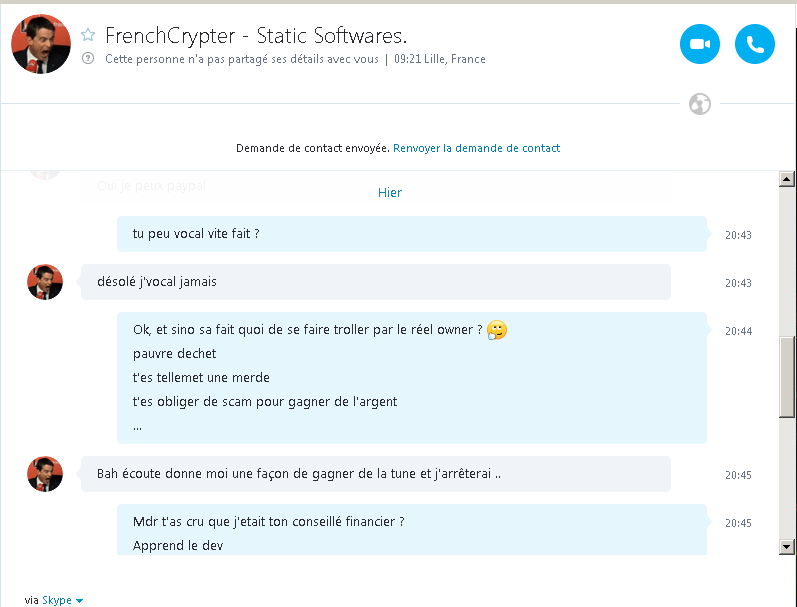 FrenchCrypter - Static Softwares.
Cette personne n'a pas partagé ses détails avec vous | 09:21 Lille, France
Demande de contact envoyée. Renvoyer la demande de contact
Oui je peux paypal
Hier
tu peu vocal vite fait ?
20:43
désolé j'vocal jamais
20:43
Ok, et sino sa fait quoi de se faire troller par le réel owner ?
20:44
pauvre dechet
t'es tellemet une merde
t'es obliger de scam pour gagner de l'argent
...
Bah écoute donne moi une façon de gagner de la tune et j'arrêterai ..
20:45
Mdr t'as cru que j'etait ton conseillé financier ?
20:45
Apprend le dev
via Skype